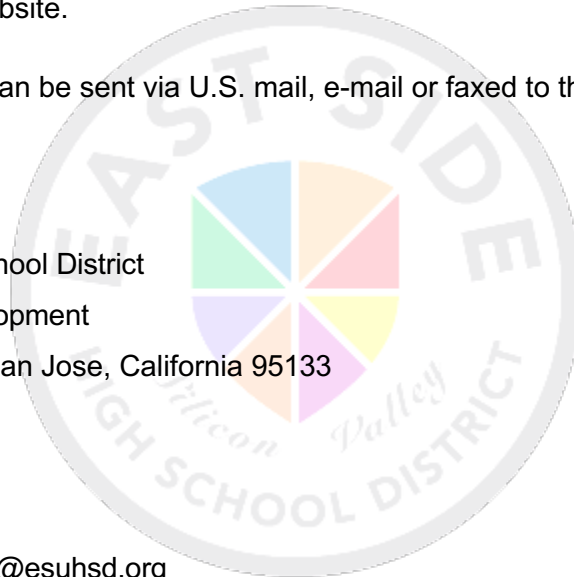 bsite.
an be sent via U.S. mail, e-mail or faxed to th
EAST SIDE
hool District
opment
an Jose, California 95133
Silicon Valley
HIGH SCHOOL DISTRICT
@esuhsd.org